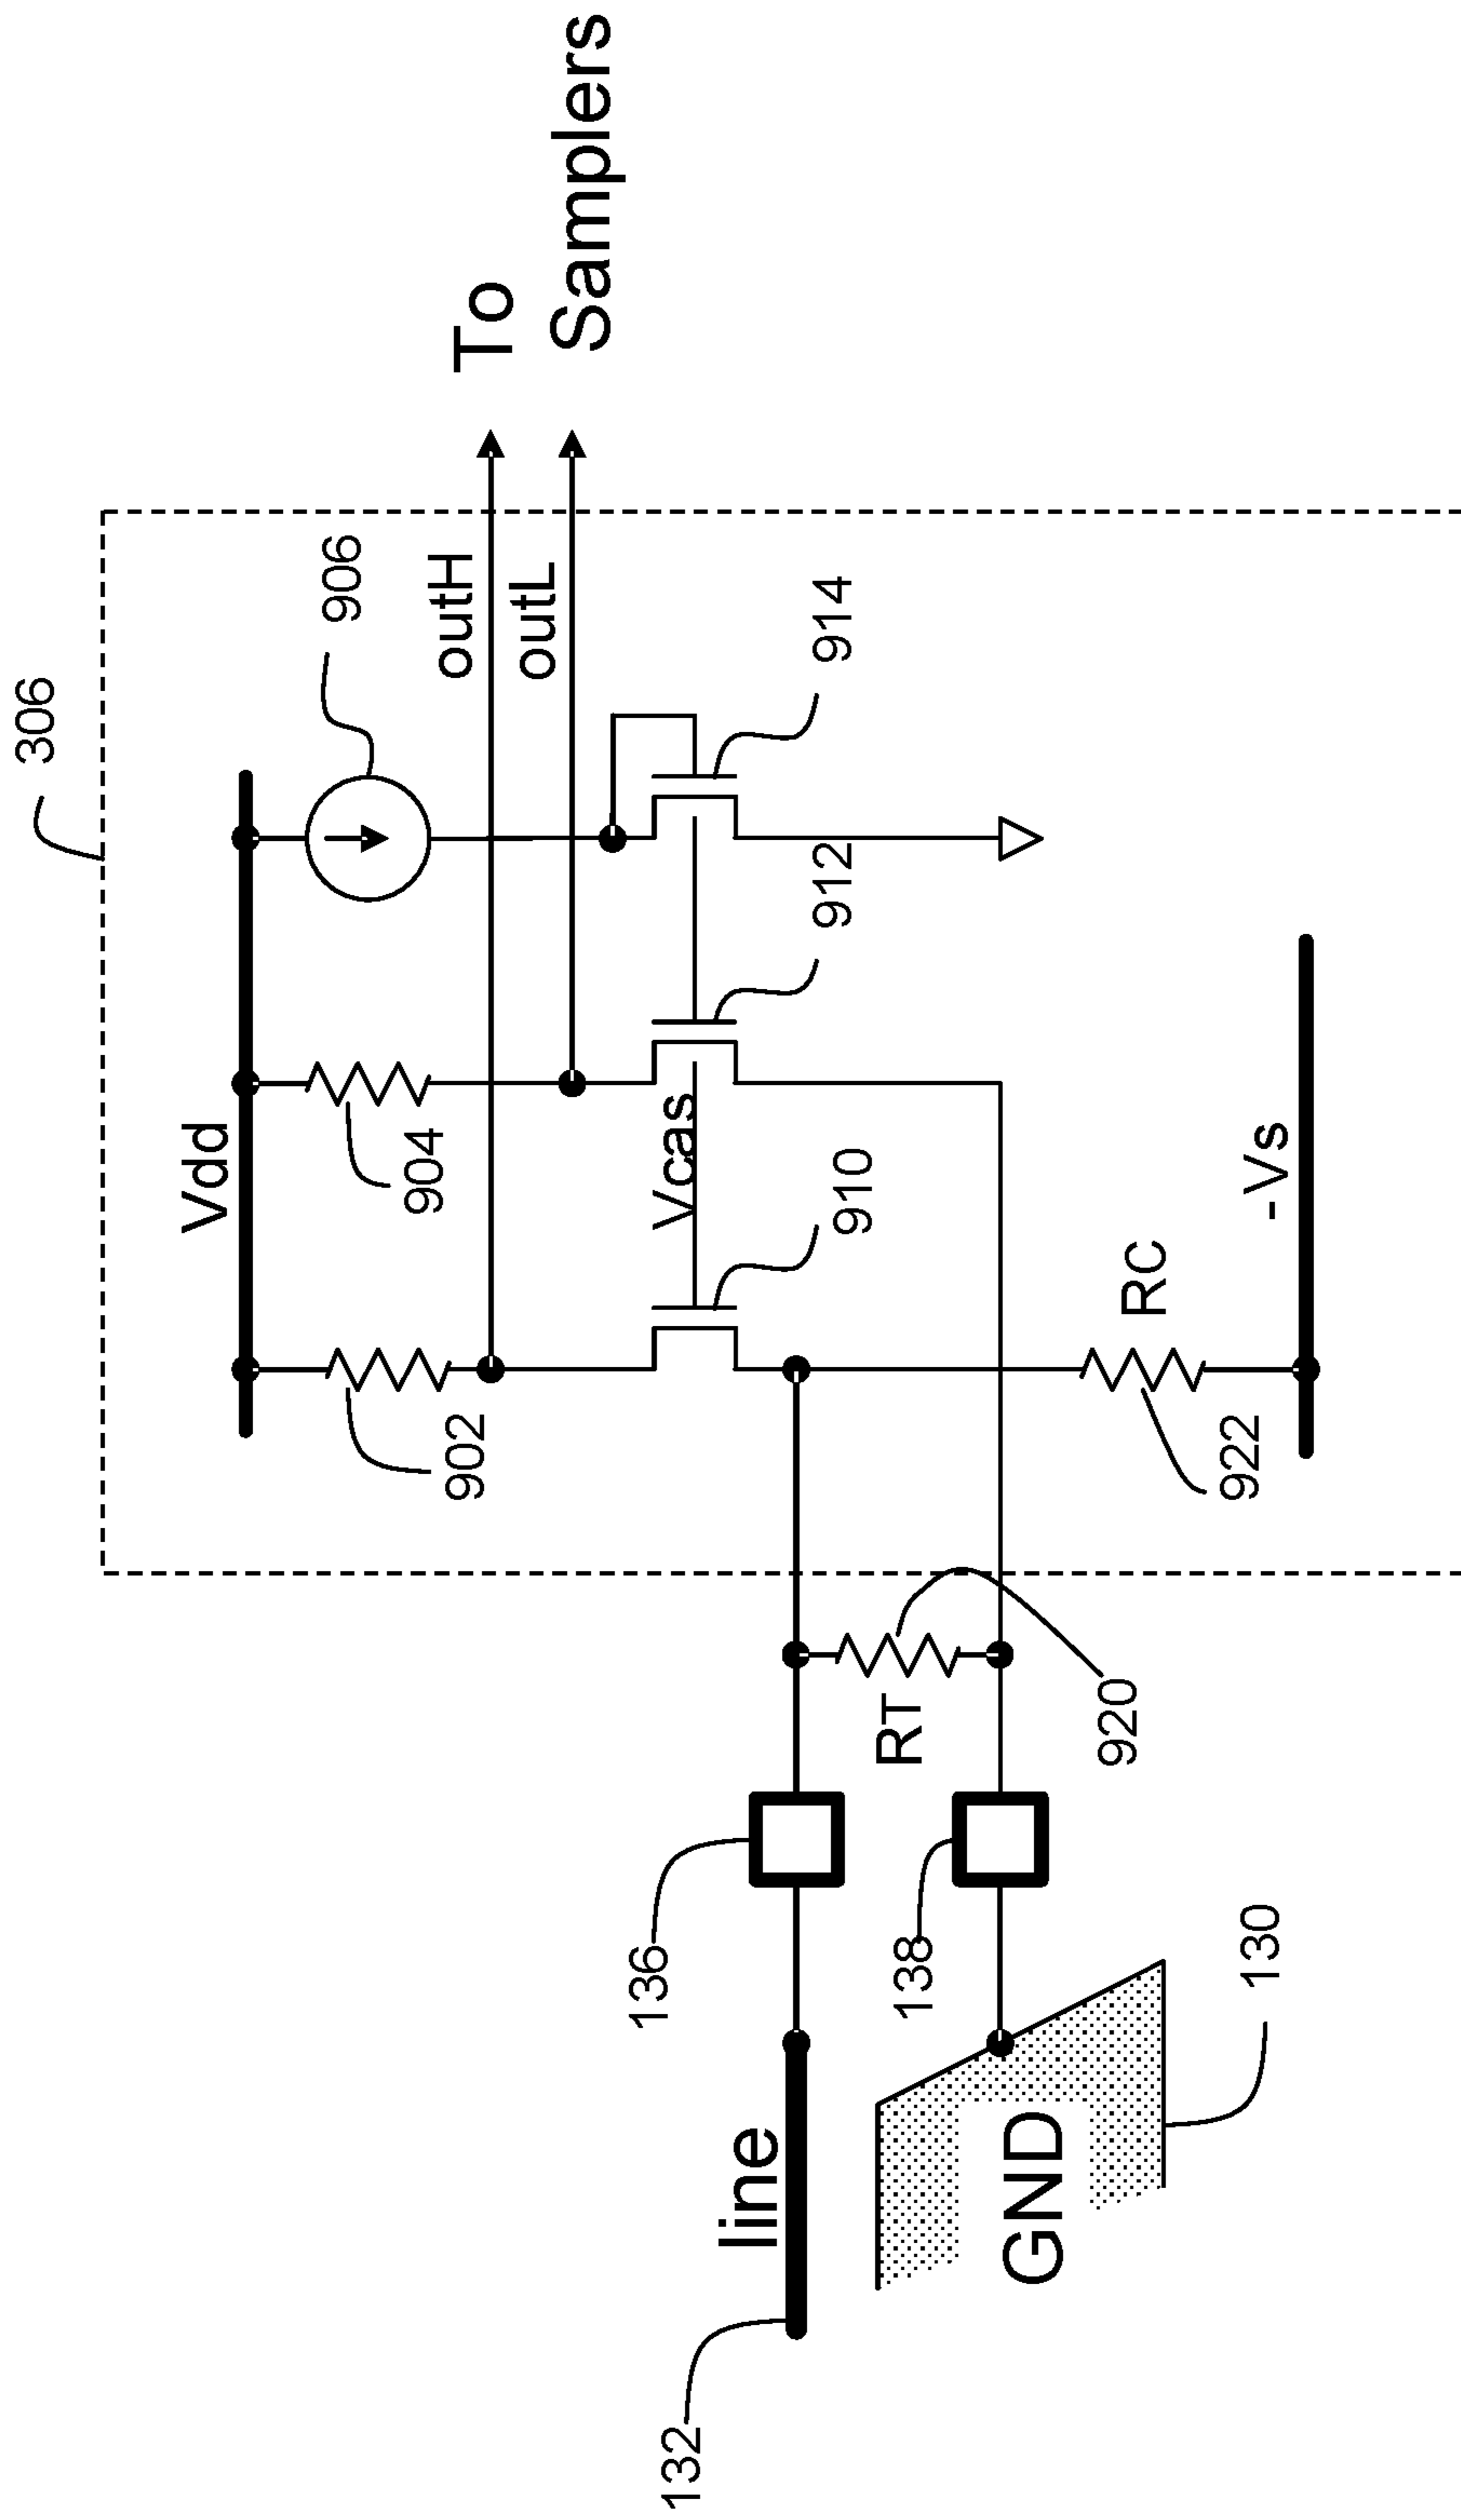 306
Vdd
906
To
Samplers
outH
outL
902
904
Vcas
910
912
914
132
line
136
RT
138
GND
130
920
RC
922
-Vs